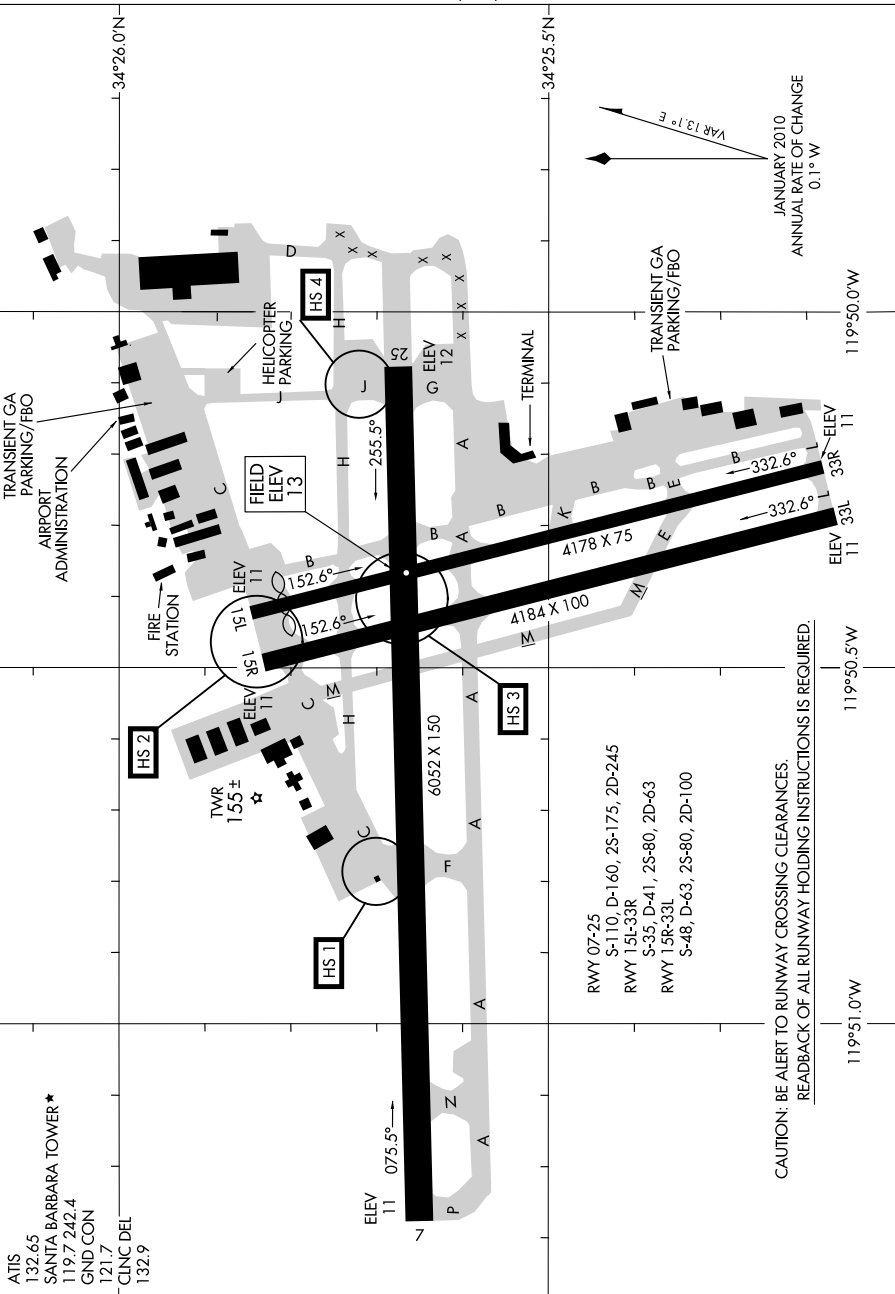 ATIS
132.65
SANTA BARBARA TOWER★
119.7 242.4
GND CON
121.7
CLNC DEL
132.9
34°26.0'N
34°25.5'N
VAR 13.1° E
JANUARY 2010
ANNUAL RATE OF CHANGE
0.1° W
119°50.0'W
119°50.5'W
119°51.0'W
TRANSIENT GA
PARKING/FBO
AIRPORT
ADMINISTRATION
FIRE
STATION
HELICOPTER
PARKING
HS 4
FIELD
ELEV
13
TERMINAL
TRANSIENT GA
PARKING/FBO
D
X
X
X
X
X
X
X
X
H
J
J
H
G
25
ELEV
12
255.5°
C
B
B
B
B
B
B
A
A
K
E
E
L
L
ELEV
11
33R
332.6°
332.6°
33L
ELEV
11
4178 X 75
4184 X 100
ELEV
11
15L
152.6°
15R
152.6°
ELEV
11
HS 2
HS 3
M
M
M
C
H
TWR
155±
C
F
HS 1
6052 X 150
A
A
A
A
N
P
ELEV
11
075.5°
7
RWY 07-25
S-110, D-160, 2S-175, 2D-245
RWY 15L-33R
S-35, D-41, 2S-80, 2D-63
RWY 15R-33L
S-48, D-63, 2S-80, 2D-100
CAUTION: BE ALERT TO RUNWAY CROSSING CLEARANCES.
READBACK OF ALL RUNWAY HOLDING INSTRUCTIONS IS REQUIRED.